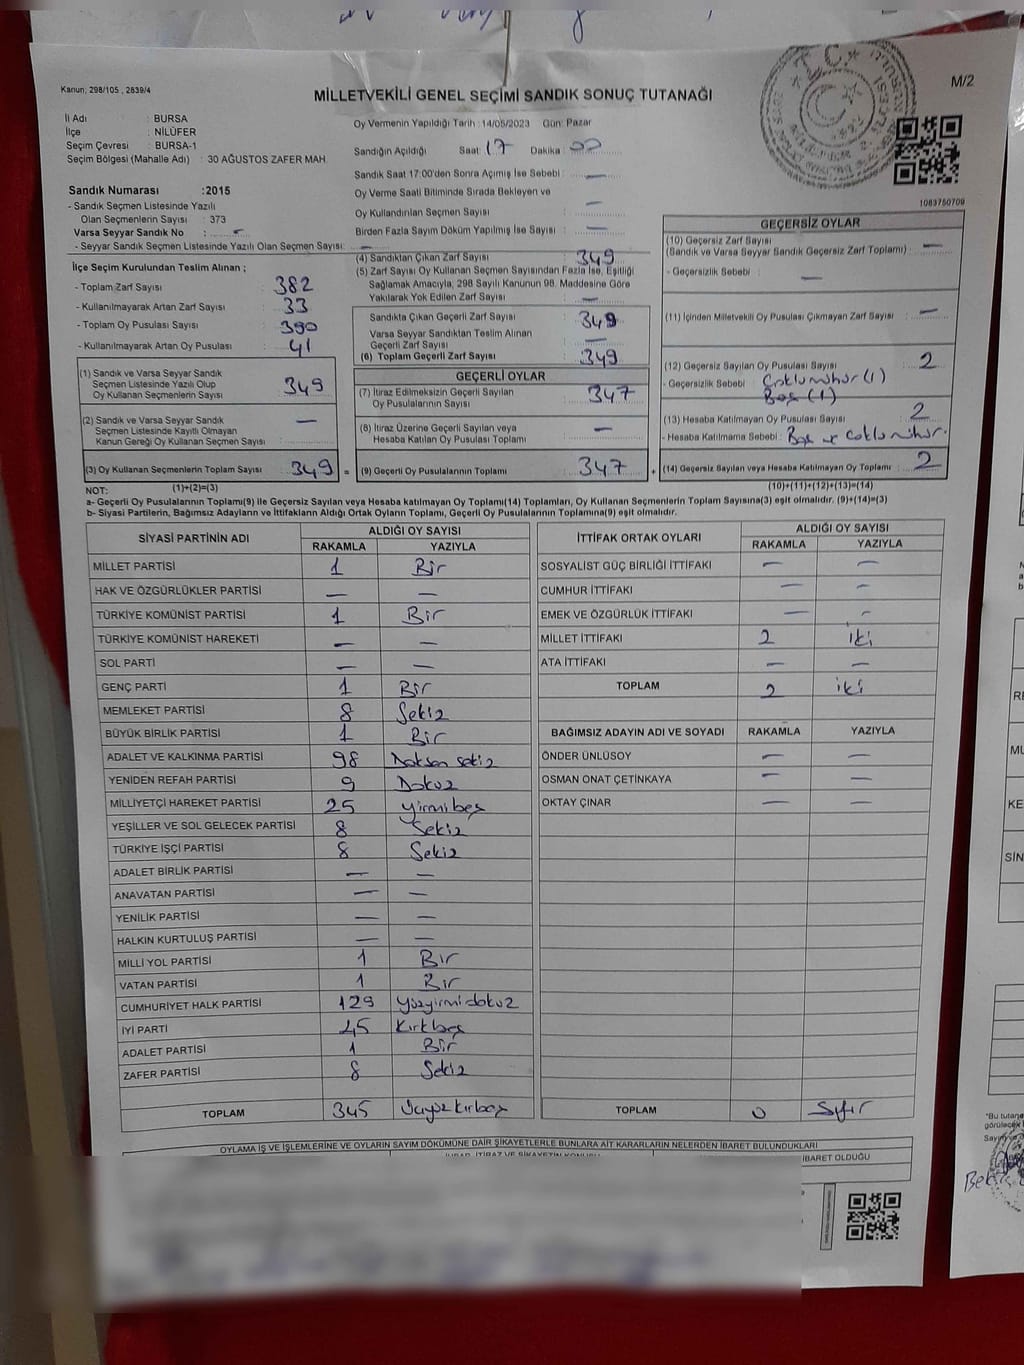 Kanun: 298/105 , 2839/4
MİLLETVEKİLİ GENEL SEÇİMİ SANDIK SONUÇ TUTANAĞI
M/2
İl Adı : BURSA
İlçe : NİLÜFER
Seçim Çevresi : BURSA-1
Seçim Bölgesi (Mahalle Adı) : 30 AĞUSTOS ZAFER MAH.
Sandık Numarası : 2015
- Sandık Seçmen Listesinde Yazılı
Olan Seçmenlerin Sayısı : 373
Varsa Seyyar Sandık No : –
- Seyyar Sandık Seçmen Listesinde Yazılı Olan Seçmen Sayısı: –
İlçe Seçim Kurulundan Teslim Alınan ;
- Toplam Zarf Sayısı : 382
- Kullanılmayarak Artan Zarf Sayısı : 33
- Toplam Oy Pusulası Sayısı : 390
- Kullanılmayarak Artan Oy Pusulası : 41
(1) Sandık ve Varsa Seyyar Sandık
Seçmen Listesinde Yazılı Olup
Oy Kullanan Seçmenlerin Sayısı : 349
(2) Sandık ve Varsa Seyyar Sandık
Seçmen Listesinde Kayıtlı Olmayan
Kanun Gereği Oy Kullanan Seçmen Sayısı : –
(3) Oy Kullanan Seçmenlerin Toplam Sayısı : 349 =
(1)+(2)=(3)
Oy Vermenin Yapıldığı Tarih : 14/05/2023 Gün: Pazar
Sandığın Açıldığı Saat : 17 Dakika : 00
Sandık Saat 17:00'den Sonra Açımış İse Sebebi : –
Oy Verme Saati Bitiminde Sırada Bekleyen ve
Oy Kullandırılan Seçmen Sayısı : –
Birden Fazla Sayım Döküm Yapılmış İse Sayısı : –
(4) Sandıktan Çıkan Zarf Sayısı : 349
(5) Zarf Sayısı Oy Kullanan Seçmen Sayısından Fazla İse, Eşitliği
Sağlamak Amacıyla, 298 Sayılı Kanunun 98. Maddesine Göre
Yakılarak Yok Edilen Zarf Sayısı : –
Sandıkta Çıkan Geçerli Zarf Sayısı : 349
Varsa Seyyar Sandıktan Teslim Alınan
Geçerli Zarf Sayısı : –
(6) Toplam Geçerli Zarf Sayısı : 349
GEÇERLİ OYLAR
(7) İtiraz Edilmeksizin Geçerli Sayılan
Oy Pusulalarının Sayısı : 347
(8) İtiraz Üzerine Geçerli Sayılan veya
Hesaba Katılan Oy Pusulası Toplamı : –
(9) Geçerli Oy Pusulalarının Toplamı : 347 +
1083750709
GEÇERSİZ OYLAR
(10) Geçersiz Zarf Sayısı
(Sandık ve Varsa Seyyar Sandık Geçersiz Zarf Toplamı) : –
- Geçersizlik Sebebi : –
(11) İçinden Milletvekili Oy Pusulası Çıkmayan Zarf Sayısı : –
(12) Geçersiz Sayılan Oy Pusulası Sayısı : 2
- Geçersizlik Sebebi : Çoklumühür (1)
Boş (1)
(13) Hesaba Katılmayan Oy Pusulası Sayısı : 2
- Hesaba Katılmama Sebebi : Boş ve Çoklumühür.
(14) Geçersiz Sayılan veya Hesaba Katılmayan Oy Toplamı : 2
(10)+(11)+(12)+(13)=(14)
NOT:
a- Geçerli Oy Pusulalarının Toplamı(9) ile Geçersiz Sayılan veya Hesaba katılmayan Oy Toplamı(14) Toplamları, Oy Kullanan Seçmenlerin Toplam Sayısına(3) eşit olmalıdır. (9)+(14)=(3)
b- Siyasi Partilerin, Bağımsız Adayların ve İttifakların Aldığı Ortak Oyların Toplamı, Geçerli Oy Pusulalarının Toplamına(9) eşit olmalıdır.
SİYASİ PARTİNİN ADI ALDIĞI OY SAYISI
RAKAMLA YAZIYLA
MİLLET PARTİSİ 1 Bir
HAK VE ÖZGÜRLÜKLER PARTİSİ – –
TÜRKİYE KOMÜNİST PARTİSİ 1 Bir
TÜRKİYE KOMÜNİST HAREKETİ – –
SOL PARTİ – –
GENÇ PARTİ 1 Bir
MEMLEKET PARTİSİ 8 Sekiz
BÜYÜK BİRLİK PARTİSİ 1 Bir
ADALET VE KALKINMA PARTİSİ 98 Doksan sekiz
YENİDEN REFAH PARTİSİ 9 Dokuz
MİLLİYETÇİ HAREKET PARTİSİ 25 Yirmibeş
YEŞİLLER VE SOL GELECEK PARTİSİ 8 Sekiz
TÜRKİYE İŞÇİ PARTİSİ 8 Sekiz
ADALET BİRLİK PARTİSİ – –
ANAVATAN PARTİSİ – –
YENİLİK PARTİSİ – –
HALKIN KURTULUŞ PARTİSİ – –
MİLLİ YOL PARTİSİ 1 Bir
VATAN PARTİSİ 1 Bir
CUMHURİYET HALK PARTİSİ 129 Yüzyirmidokuz
İYİ PARTİ 45 Kırkbeş
ADALET PARTİSİ 1 Bir
ZAFER PARTİSİ 8 Sekiz
TOPLAM 345 Üçyüzkırbeş
İTTİFAK ORTAK OYLARI ALDIĞI OY SAYISI
RAKAMLA YAZIYLA
SOSYALİST GÜÇ BİRLİĞİ İTTİFAKI – –
CUMHUR İTTİFAKI – –
EMEK VE ÖZGÜRLÜK İTTİFAKI – –
MİLLET İTTİFAKI 2 iki
ATA İTTİFAKI – –
TOPLAM 2 iki
BAĞIMSIZ ADAYIN ADI VE SOYADI RAKAMLA YAZIYLA
ÖNDER ÜNLÜSOY – –
OSMAN ONAT ÇETİNKAYA – –
OKTAY ÇINAR – –
TOPLAM 0 Sıfır
OYLAMA İŞ VE İŞLEMLERİNE VE OYLARIN SAYIM DÖKÜMÜNE DAİR ŞİKAYETLERLE BUNLARA AİT KARARLARIN NELERDEN İBARET BULUNDUKLARI
İBARET OLDUĞU